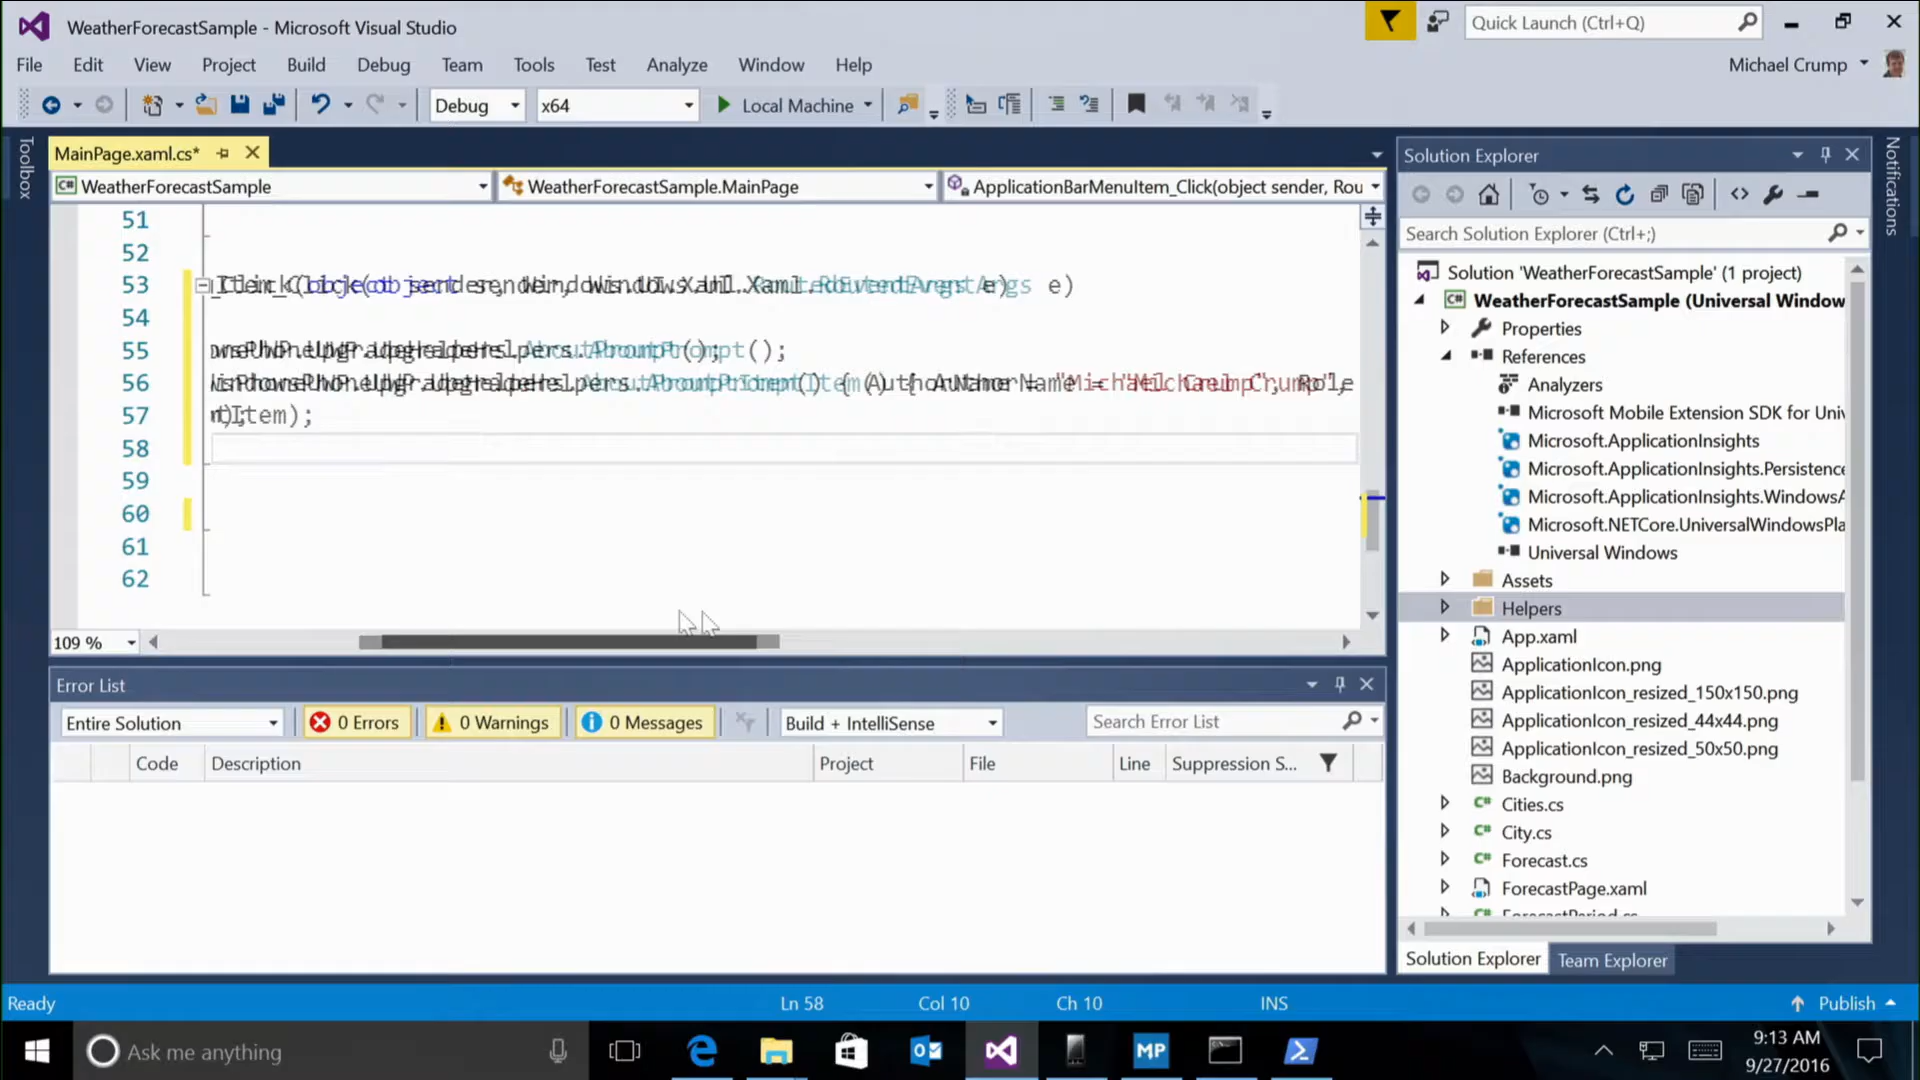 WeatherForecastSample - Microsoft Visual Studio
Quick Launch (Ctrl+Q)
File Edit View Project Build Debug Team Tools Test Analyze Window Help
Michael Crump
Debug x64 Local Machine
Toolbox
MainPage.xaml.cs*
WeatherForecastSample
WeatherForecastSample.MainPage
ApplicationBarMenuItem_Click(object sender, Rou
51
52
53
54
55
56
57
58
59
60
61
62
109 %
Error List
Entire Solution
0 Errors
0 Warnings
0 Messages
Build + IntelliSense
Search Error List
Code Description Project File Line Suppression S...
Solution Explorer
Search Solution Explorer (Ctrl+;)
Solution 'WeatherForecastSample' (1 project)
WeatherForecastSample (Universal Window
Properties
References
Analyzers
Microsoft Mobile Extension SDK for Univ
Microsoft.ApplicationInsights
Microsoft.ApplicationInsights.Persistence
Microsoft.ApplicationInsights.WindowsA
Microsoft.NETCore.UniversalWindowsPla
Universal Windows
Assets
Helpers
App.xaml
ApplicationIcon.png
ApplicationIcon_resized_150x150.png
ApplicationIcon_resized_44x44.png
ApplicationIcon_resized_50x50.png
Background.png
Cities.cs
City.cs
Forecast.cs
ForecastPage.xaml
ForecastPeriod.cs
Solution Explorer Team Explorer
Notifications
Ready Ln 58 Col 10 Ch 10 INS Publish
Ask me anything
MP
9:13 AM
9/27/2016